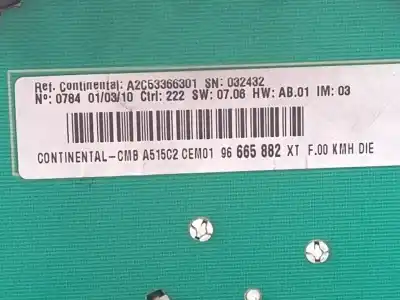 Ref. Continental: A2C53366301 SN: 032432
Nº: 0784 01/03/10 Ctrl: 222 SW: 07.06 HW: AB.01 IM: 03
CONTINENTAL-CMB A515C2 CEM01 96 665 882 XT F.00 KMH DIE